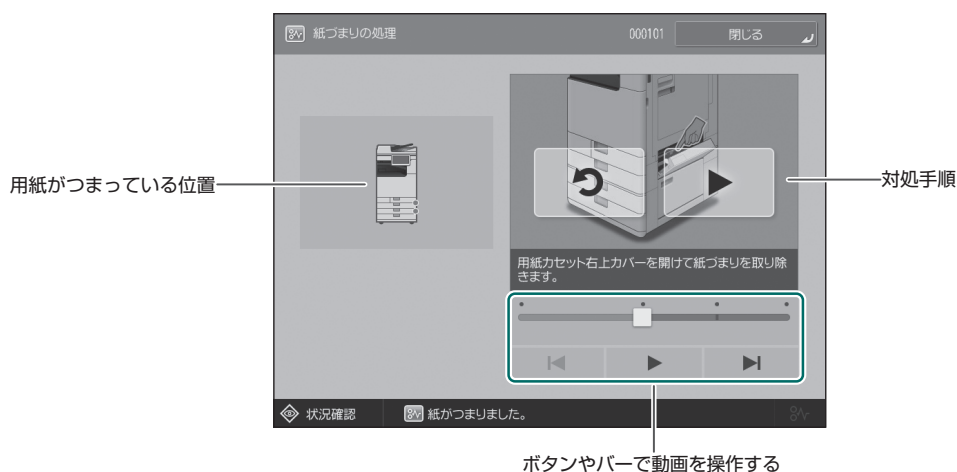 紙づまりの処理
000101
閉じる
用紙がつまっている位置
対処手順
用紙カセット右上カバーを開けて紙づまりを取り除
きます。
状況確認
紙がつまりました。
ボタンやバーで動画を操作する